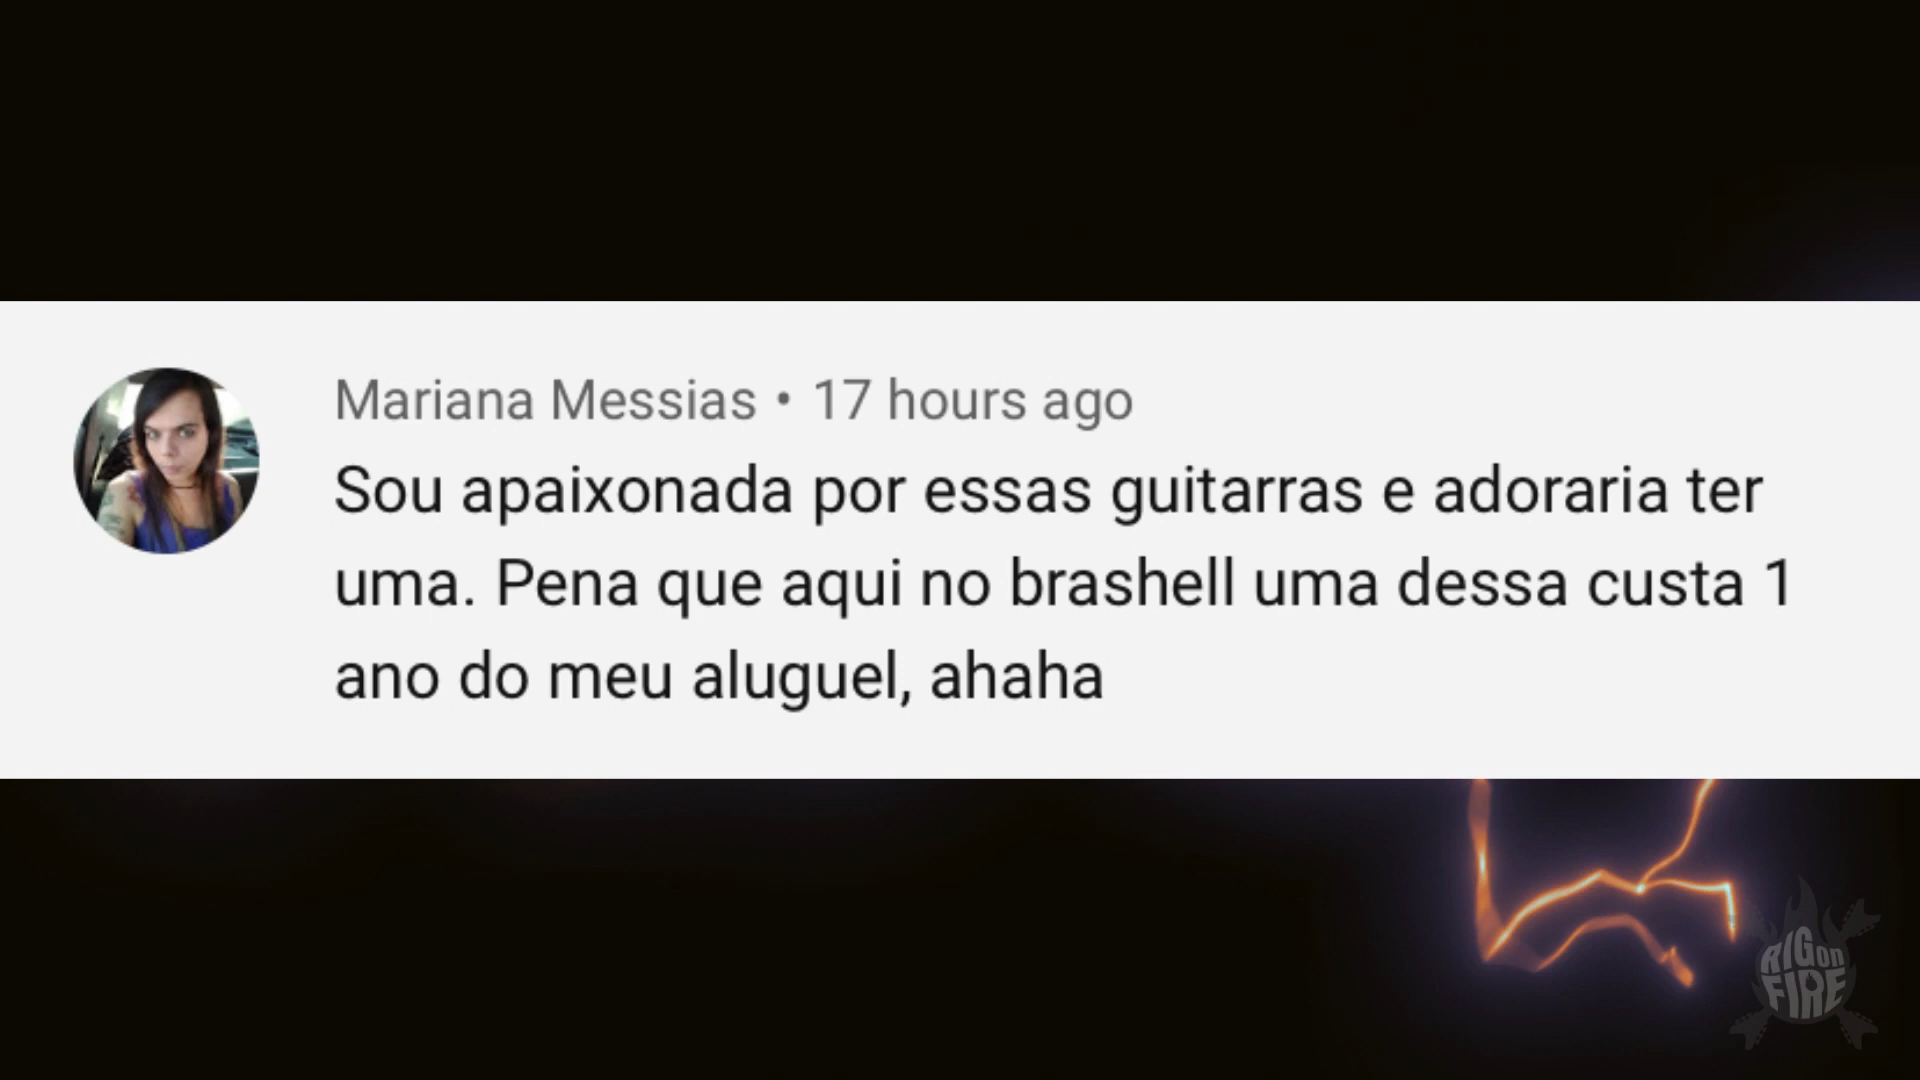 Mariana Messias • 17 hours ago
Sou apaixonada por essas guitarras e adoraria ter
uma. Pena que aqui no brashell uma dessa custa 1
ano do meu aluguel, ahaha
RIG on
FIRE